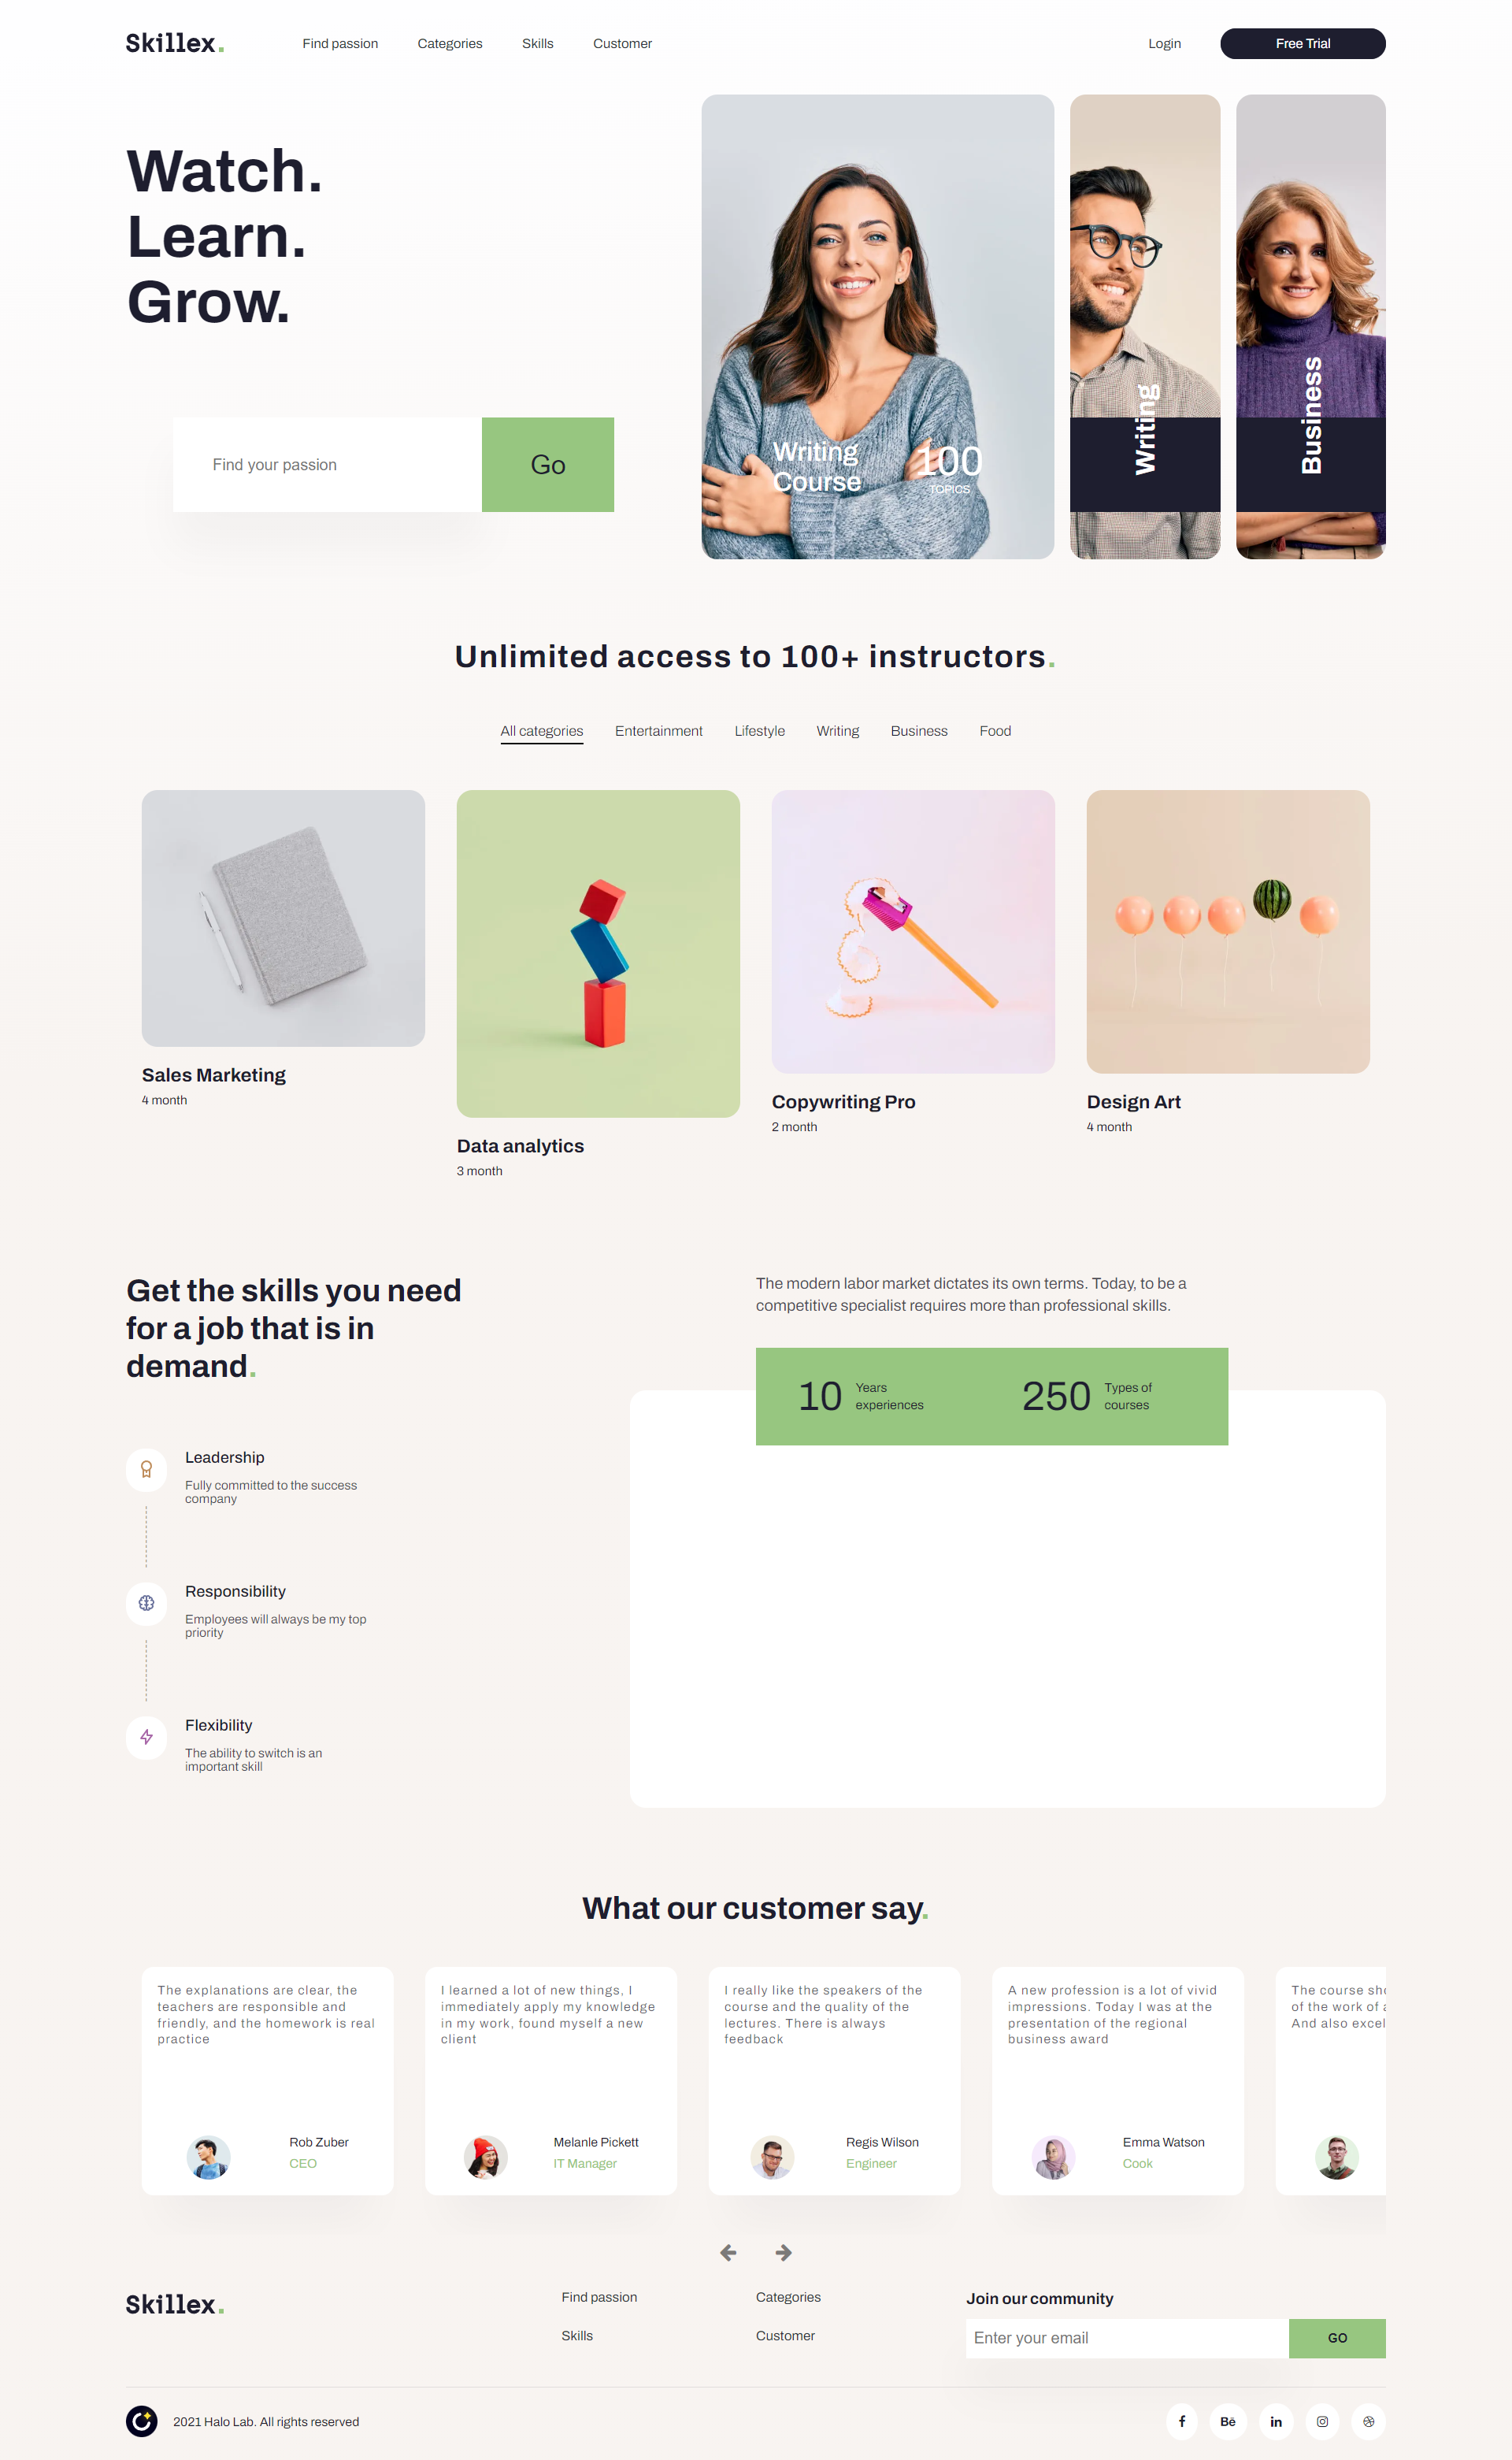 Skillex.
Find passion
Categories
Skills
Customer
Login
Free Trial
Watch.
Learn.
Grow.
Find your passion
Go
Writing
Course
100
TOPICS
Writing
Business
Unlimited access to 100+ instructors.
All categories
Entertainment
Lifestyle
Writing
Business
Food
Sales Marketing
4 month
Data analytics
3 month
Copywriting Pro
2 month
Design Art
4 month
Get the skills you need
for a job that is in
demand.
The modern labor market dictates its own terms. Today, to be a
competitive specialist requires more than professional skills.
10
Years
experiences
250
Types of
courses
Leadership
Fully committed to the success
company
Responsibility
Employees will always be my top
priority
Flexibility
The ability to switch is an
important skill
What our customer say.
The explanations are clear, the
teachers are responsible and
friendly, and the homework is real
practice
Rob Zuber
CEO
I learned a lot of new things, I
immediately apply my knowledge
in my work, found myself a new
client
Melanle Pickett
IT Manager
I really like the speakers of the
course and the quality of the
lectures. There is always
feedback
Regis Wilson
Engineer
A new profession is a lot of vivid
impressions. Today I was at the
presentation of the regional
business award
Emma Watson
Cook
The course sh
of the work of
And also excel
Skillex.
Find passion
Categories
Skills
Customer
Join our community
Enter your email
GO
2021 Halo Lab. All rights reserved
f
Bē
in